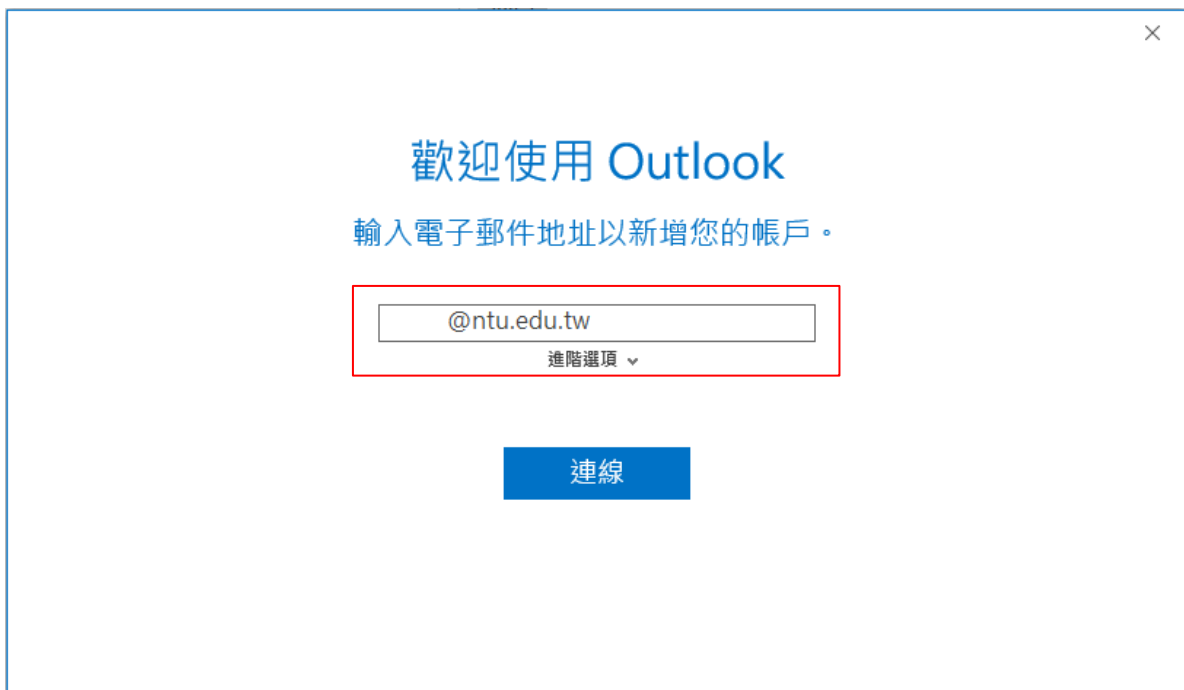 歡迎使用 Outlook
輸入電子郵件地址以新增您的帳戶。
@ntu.edu.tw
進階選項
連線